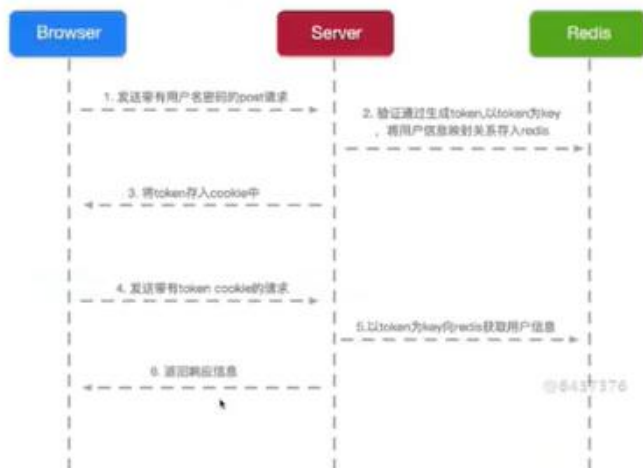 Browser
Server
Redis
1. 发送带有用户名密码的post请求
2. 验证通过生成token,以token为key
，将用户信息映射关系存入redis
3. 将token存入cookie中
4. 发送带有token cookie的请求
5.以token为key向redis获取用户信息
6. 返回响应信息
@6437376